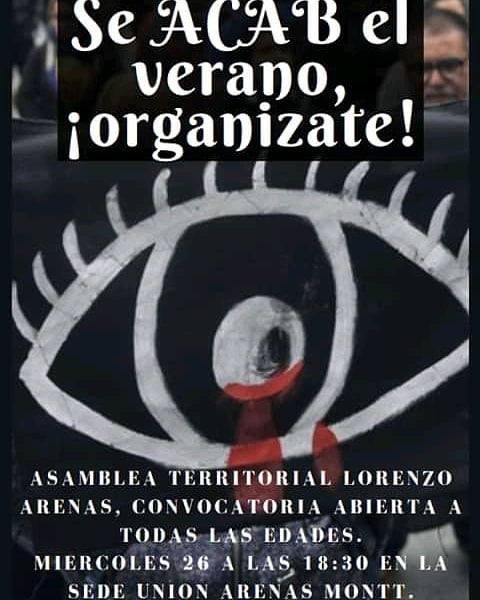 Se ACAB el
verano,
¡organizate!
ASAMBLEA TERRITORIAL LORENZO
ARENAS, CONVOCATORIA ABIERTA A
TODAS LAS EDADES.
MIERCOLES 26 A LAS 18:30 EN LA
SEDE UNION ARENAS MONTT.